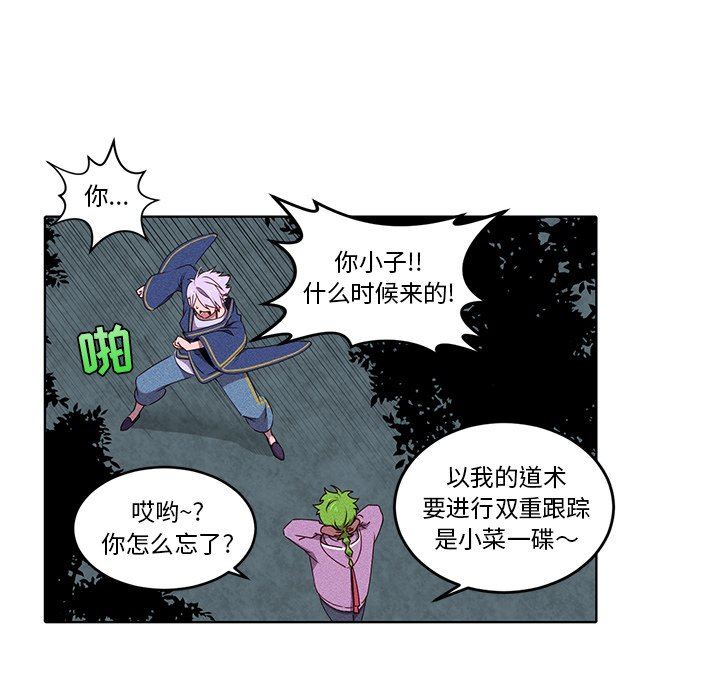 你…
你小子!!
什么时候来的!
啪
哎哟~?
你怎么忘了?
以我的道术
要进行双重跟踪
是小菜一碟～